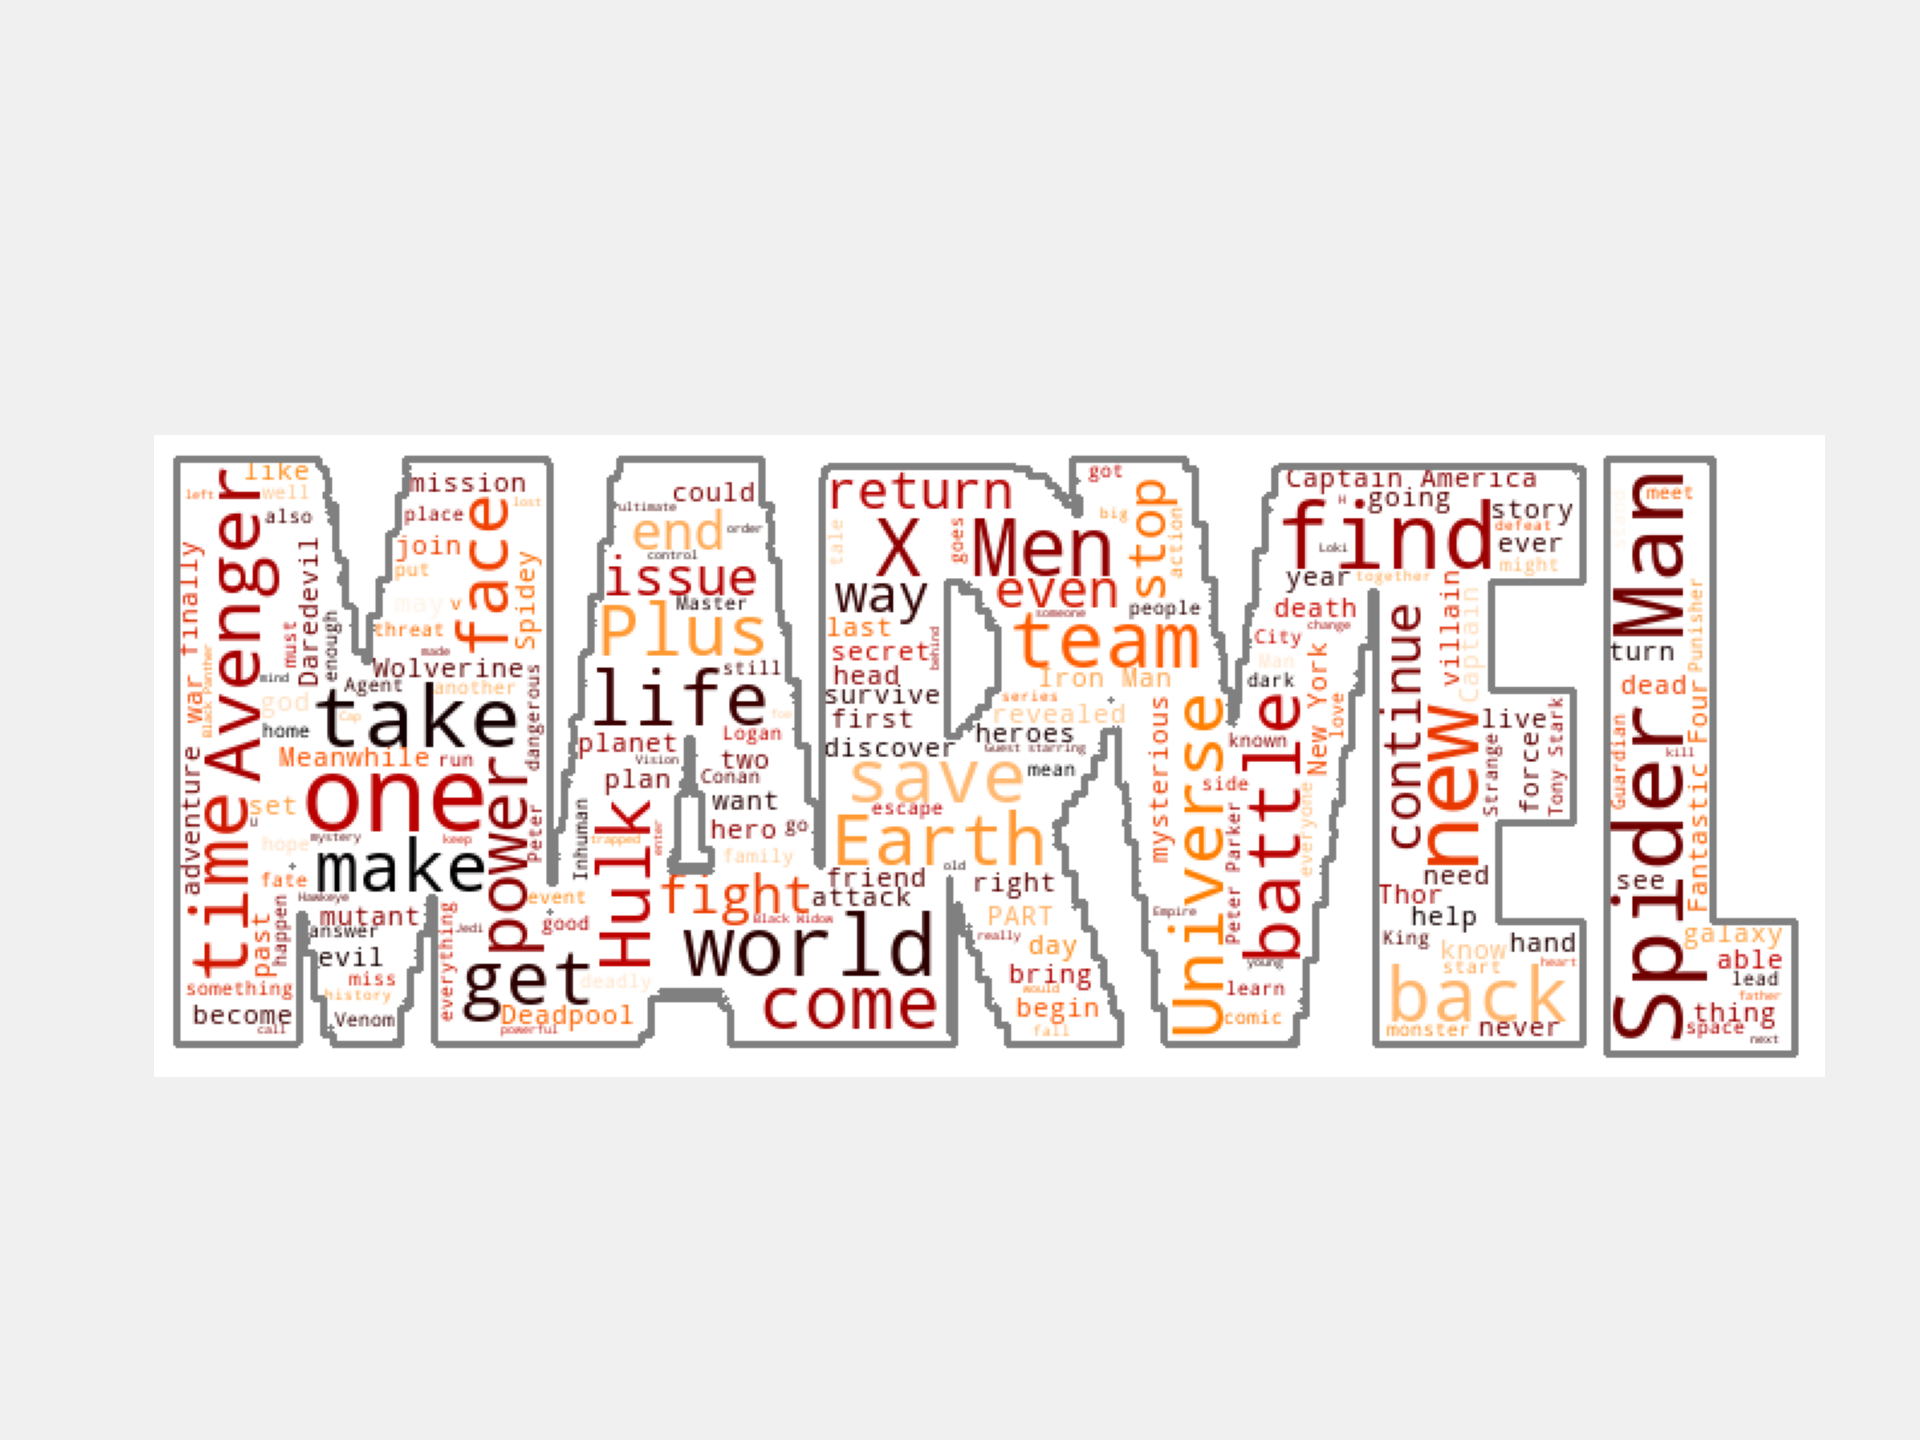 like
left
well
also
Avenger
time
war finally
adventure
Black Panther
must
Daredevil
enough
mind
god
home
Meanwhile
run
set
hope
mystery
keep
fate
Hawkeye
past
happen
something
become
call
mission
lost
place
join
put
may
v
threat
made
face
Spidey
Wolverine
Agent
another
take
Cap
dangerous
one
u
make
power
Peter
mutant
answer
evil
miss
history
Venom
everything
Jedi
get
Deadpool
powerful
event
good
deadly
could
ultimate
end
order
control
issue
Master
Plus
still
life
foe
planet
Logan
Vision
two
plan
Conan
want
hero
go
Inhuman
trapped
Hulk
enter
family
fight
Black Widow
attack
friend
world
come
return
got
tale
X Men
goes
big
stop
action
way
even
someone
people
last
team
secret
behind
head
Iron Man
survive
series
first
revealed
heroes
discover
Guest starring
mean
save
escape
Earth
old
right
PART
really
day
bring
would
begin
fall
mysterious
Universe
Empire
side
known
Captain America
H
going
find
story
defeat
Loki
ever
might
year
together
death
change
City
Man
dark
New York
love
battle
Peter Parker
everyone
young
learn
comic
continue
villain
Captain
new
live
Strange
force
Tony Stark
need
Thor
help
King
know
hand
start
heart
back
monster
never
Spider Man
meet
turn
dead
Punisher
Guardian
kill
Fantastic Four
see
galaxy
able
lead
father
thing
space
next